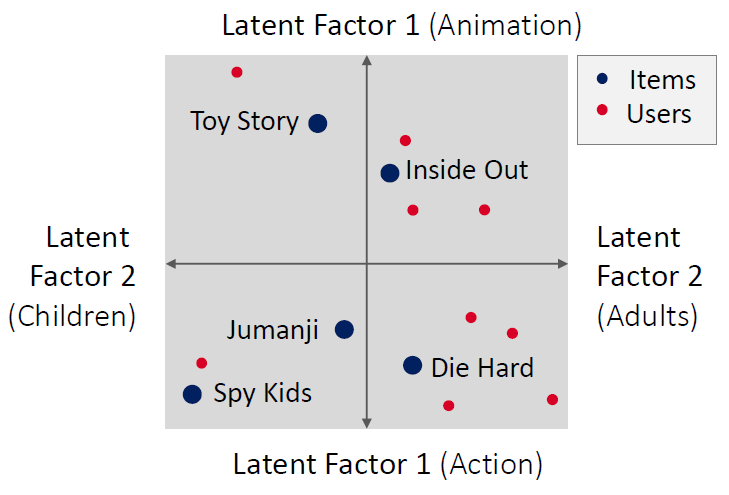 Latent Factor 1 (Animation)
Items
Users
Toy Story
Inside Out
Latent
Factor 2
(Children)
Latent
Factor 2
(Adults)
Jumanji
Die Hard
Spy Kids
Latent Factor 1 (Action)